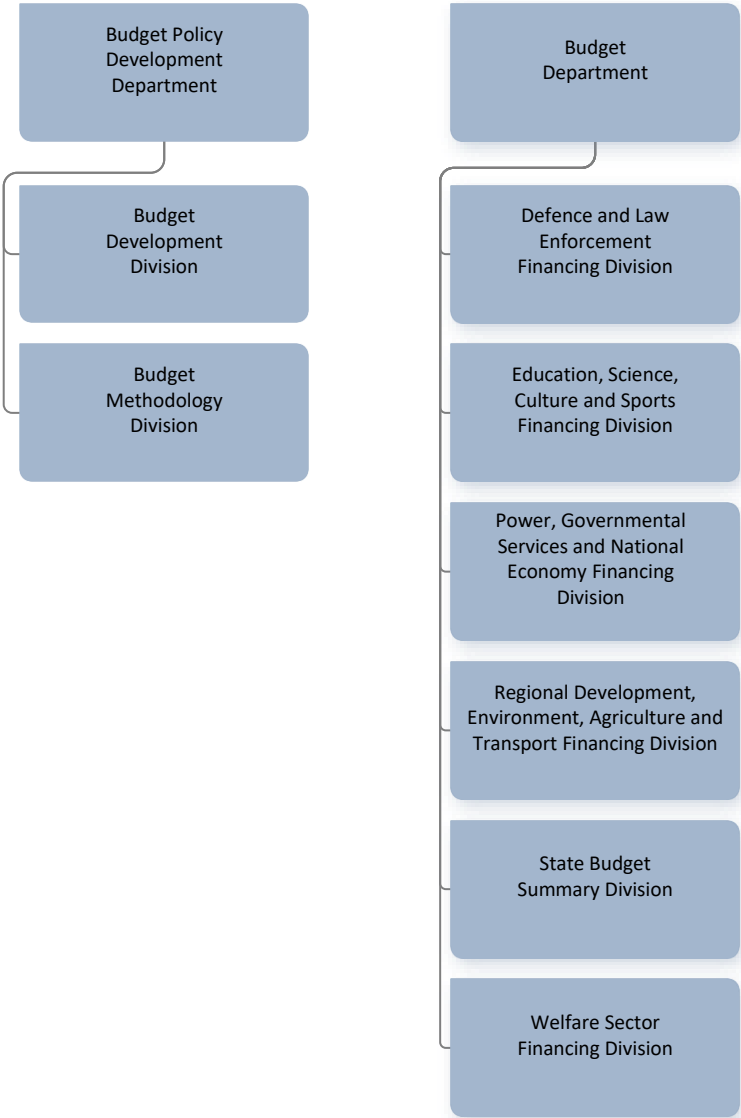 Budget Policy
Development
Department
Budget
Development
Division
Budget
Methodology
Division
Budget
Department
Defence and Law
Enforcement
Financing Division
Education, Science,
Culture and Sports
Financing Division
Power, Governmental
Services and National
Economy Financing
Division
Regional Development,
Environment, Agriculture and
Transport Financing Division
State Budget
Summary Division
Welfare Sector
Financing Division